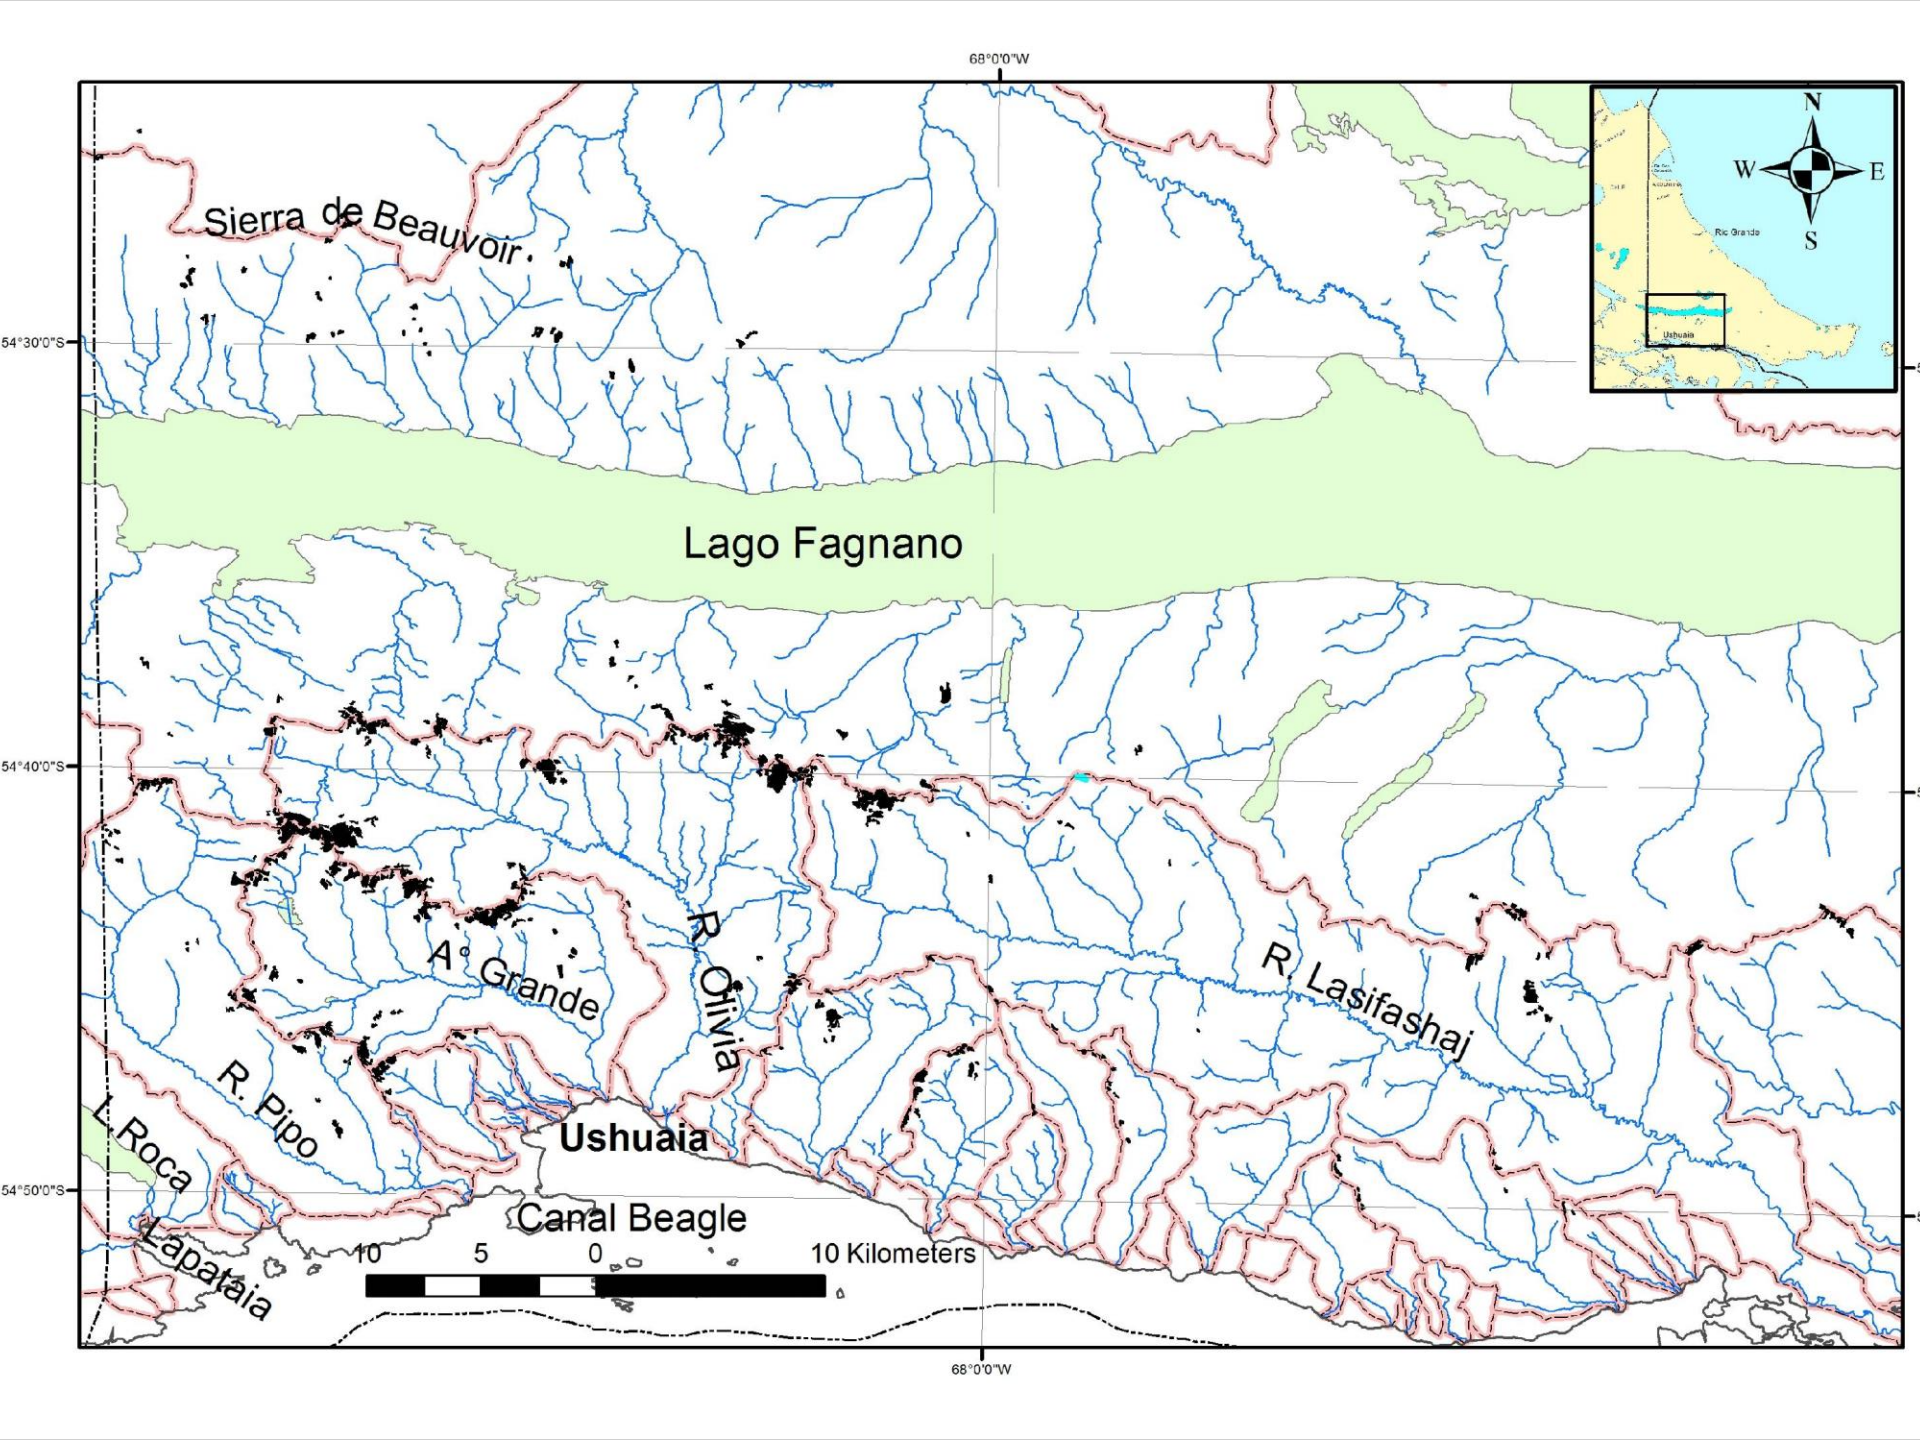 68°0'0"W
N
W E
S
Rio Grande
Ushuaia
Sierra de Beauvoir
54°30'0"S
Lago Fagnano
54°40'0"S
A° Grande
R. Olivia
R. Lasifashaj
R. Pipo
L Roca
Ushuaia
54°50'0"S
Canal Beagle
Lapataia
10 5 0 10 Kilometers
68°0'0"W